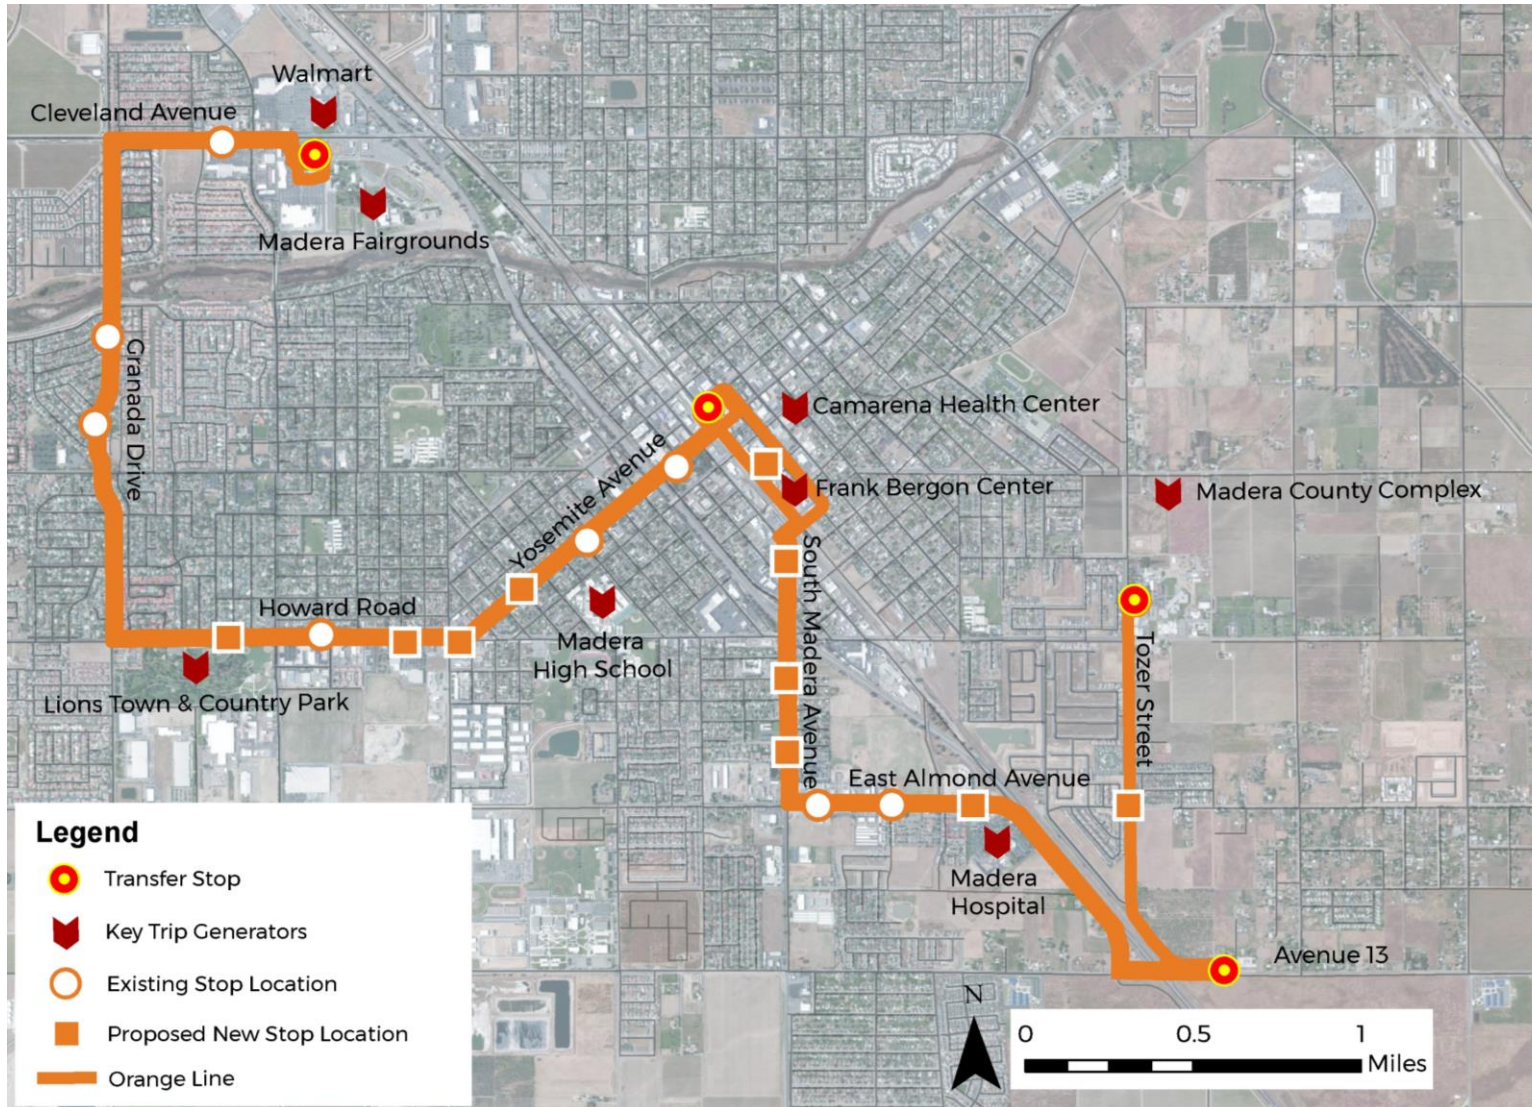 Walmart
Cleveland Avenue
Madera Fairgrounds
Granada Drive
Camarena Health Center
Yosemite Avenue
Frank Bergon Center
Madera County Complex
South Madera Avenue
Howard Road
Madera
High School
Tozer Street
Lions Town & Country Park
East Almond Avenue
Madera
Hospital
Avenue 13
Legend
Transfer Stop
Key Trip Generators
Existing Stop Location
Proposed New Stop Location
Orange Line
N
0 0.5 1
Miles